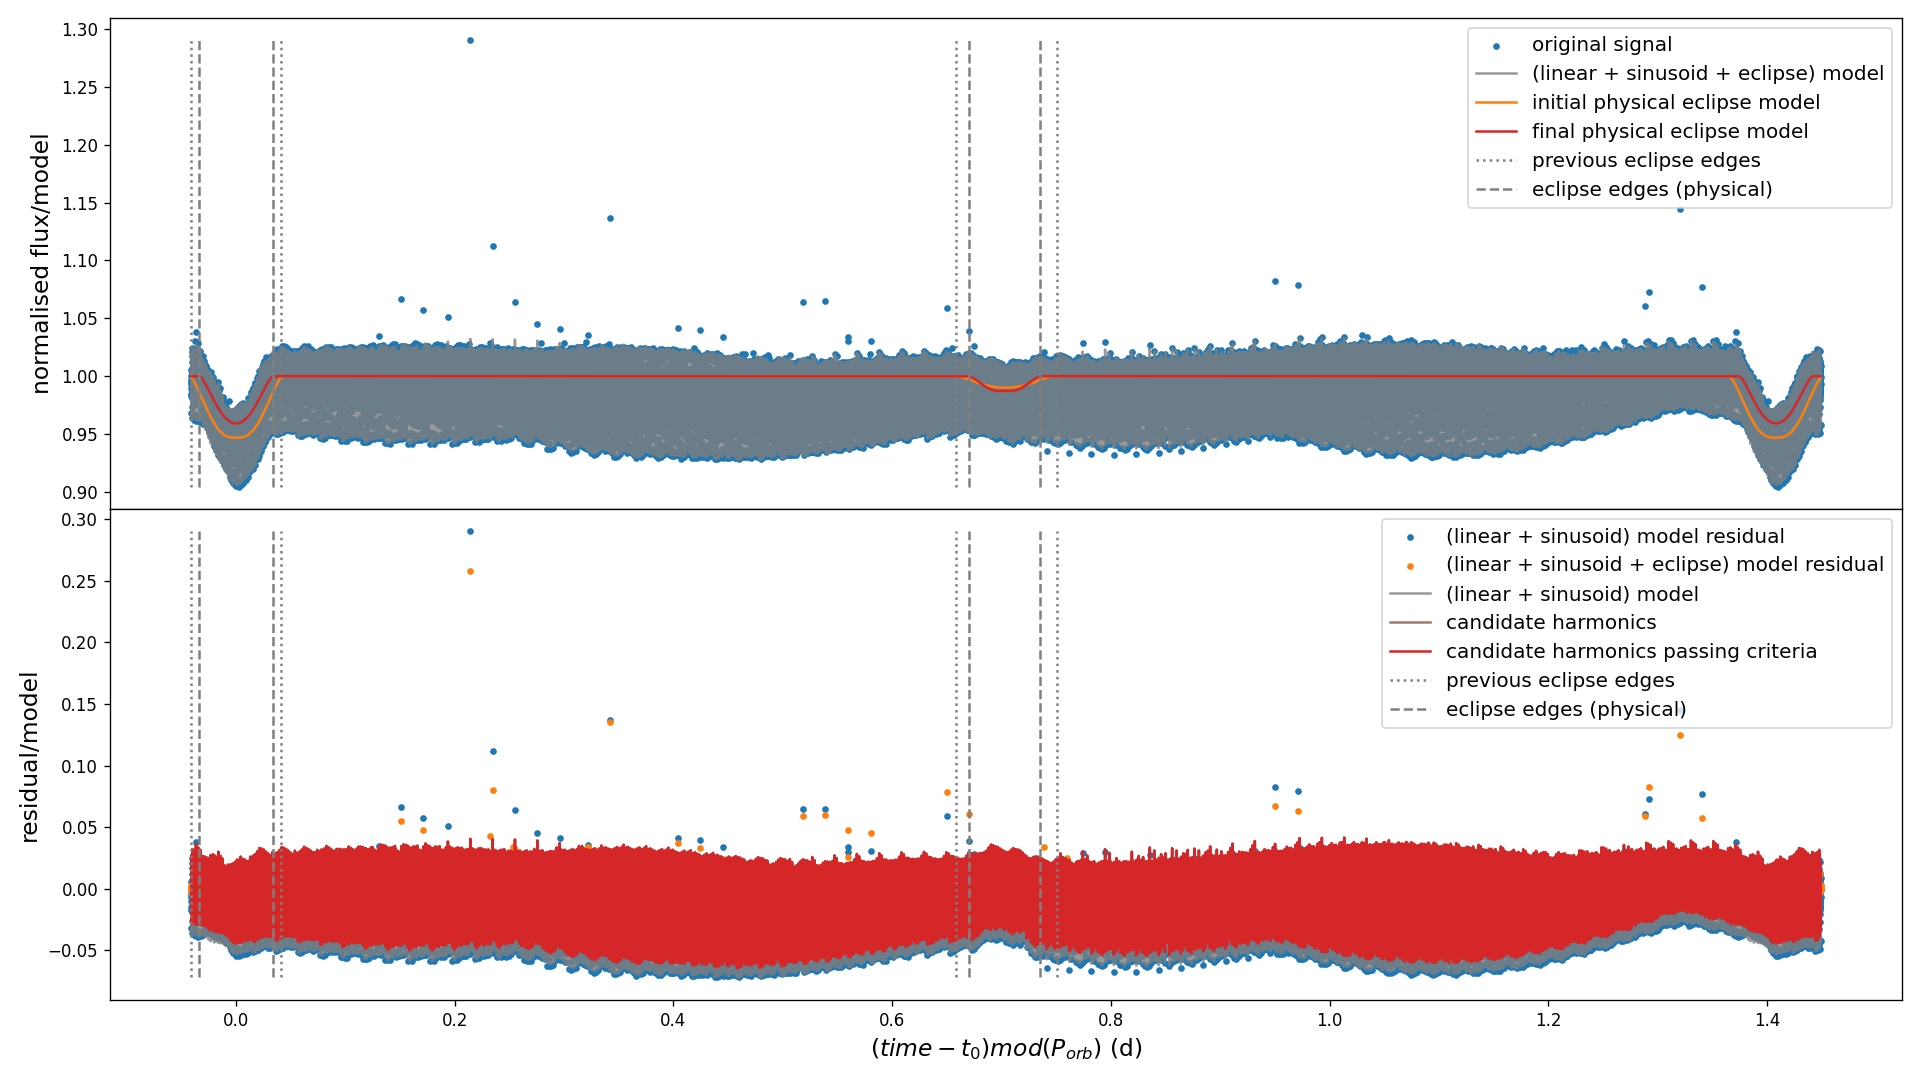 normalised flux/model
1.30
1.25
1.20
1.15
1.10
1.05
1.00
0.95
0.90
original signal
(linear + sinusoid + eclipse) model
initial physical eclipse model
final physical eclipse model
previous eclipse edges
eclipse edges (physical)
residual/model
0.30
0.25
0.20
0.15
0.10
0.05
0.00
−0.05
(linear + sinusoid) model residual
(linear + sinusoid + eclipse) model residual
(linear + sinusoid) model
candidate harmonics
candidate harmonics passing criteria
previous eclipse edges
eclipse edges (physical)
0.0 0.2 0.4 0.6 0.8 1.0 1.2 1.4
(time − t₀)mod(P_orb) (d)